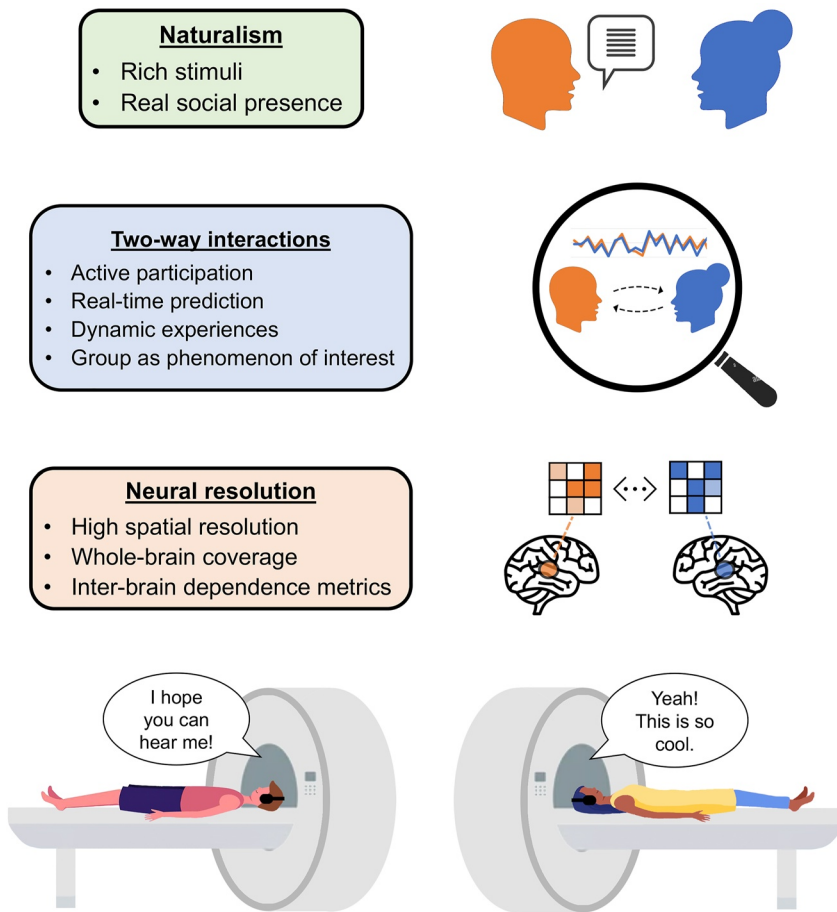 Naturalism
• Rich stimuli
• Real social presence
Two-way interactions
• Active participation
• Real-time prediction
• Dynamic experiences
• Group as phenomenon of interest
Neural resolution
• High spatial resolution
• Whole-brain coverage
• Inter-brain dependence metrics
I hope
you can
hear me!
Yeah!
This is so
cool.